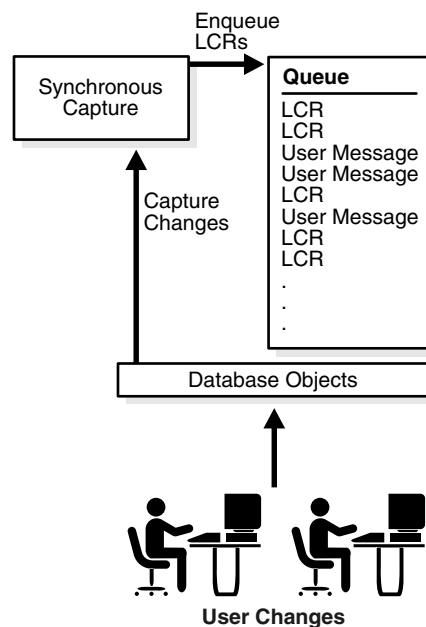 Enqueue
LCRs
Synchronous
Capture
Queue
LCR
LCR
User Message
User Message
LCR
User Message
LCR
LCR
.
.
.
Capture
Changes
Database Objects
User Changes